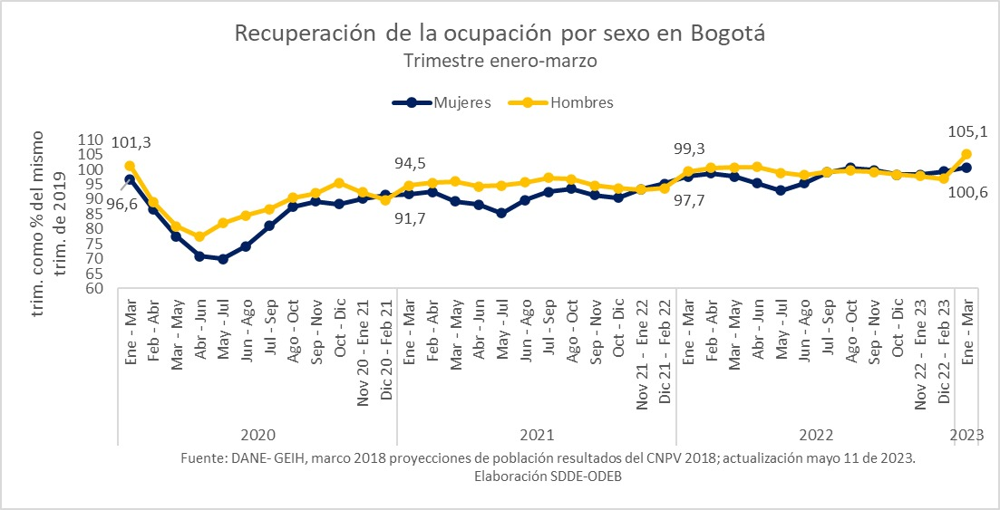 Recuperación de la ocupación por sexo en Bogotá
Trimestre enero-marzo
Mujeres
Hombres
trim. como % del mismo
trim. de 2019
110
105
100
95
90
85
80
75
70
65
60
101,3
96,6
94,5
91,7
99,3
97,7
105,1
100,6
Ene - Mar
Feb - Abr
Mar - May
Abr - Jun
May - Jul
Jun - Ago
Jul - Sep
Ago - Oct
Sep - Nov
Oct - Dic
Nov 20 - Ene 21
Dic 20 - Feb 21
Ene - Mar
Feb - Abr
Mar - May
Abr - Jun
May - Jul
Jun - Ago
Jul - Sep
Ago - Oct
Sep - Nov
Oct - Dic
Nov 21 - Ene 22
Dic 21 - Feb 22
Ene - Mar
Feb - Abr
Mar - May
Abr - Jun
May - Jul
Jun - Ago
Jul - Sep
Ago - Oct
Sep - Nov
Oct - Dic
Nov 22 - Ene 23
Dic 22 - Feb 23
Ene - Mar
2020
2021
2022
2023
Fuente: DANE- GEIH, marco 2018 proyecciones de población resultados del CNPV 2018; actualización mayo 11 de 2023.
Elaboración SDDE-ODEB